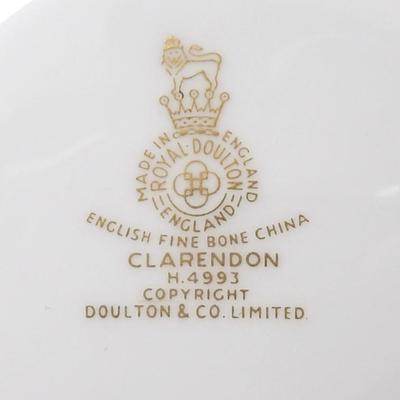 MADE IN ENGLAND
ROYAL·DOULTON
ENGLAND
ENGLISH FINE BONE CHINA
CLARENDON
H.4993
COPYRIGHT
DOULTON & CO. LIMITED.